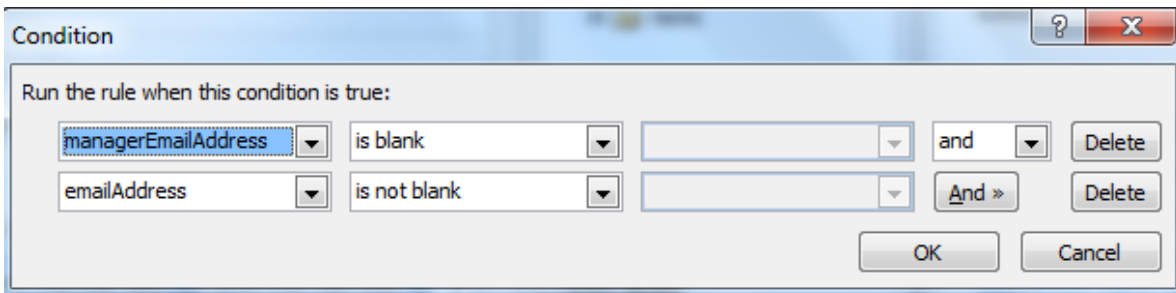 Condition
Run the rule when this condition is true:
managerEmailAddress is blank and Delete
emailAddress is not blank And » Delete
OK Cancel